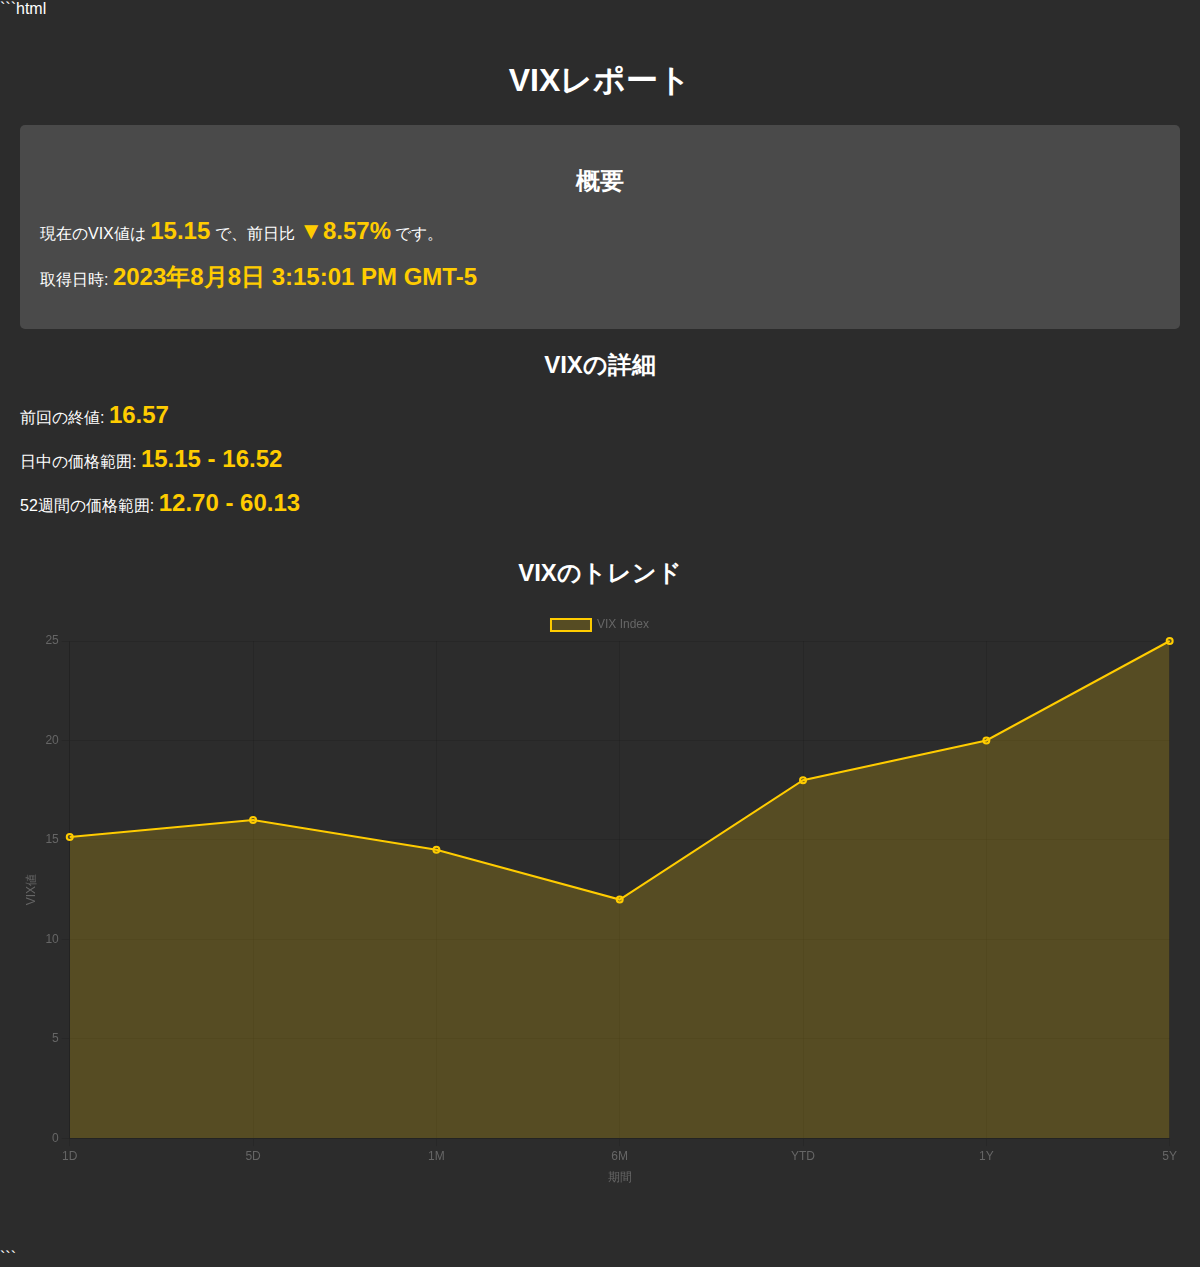 ```html
VIXレポート
概要
現在のVIX値は 15.15 で、前日比 ▼8.57% です。
取得日時: 2023年8月8日 3:15:01 PM GMT-5
VIXの詳細
前回の終値: 16.57
日中の価格範囲: 15.15 - 16.52
52週間の価格範囲: 12.70 - 60.13
VIXのトレンド
VIX Index
25
20
15
10
5
0
VIX値
1D 5D 1M 6M YTD 1Y 5Y
期間
```